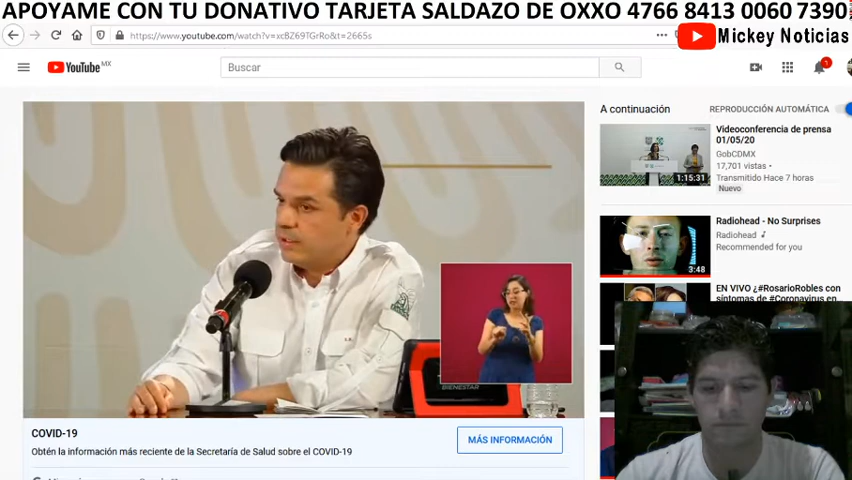 APOYAME CON TU DONATIVO TARJETA SALDAZO DE OXXO 4766 8413 0060 7390
https://www.youtube.com/watch?v=xcBZ69TGrRo&t=2665s
Mickey Noticias
YouTube MX
Buscar
1
A continuación
REPRODUCCIÓN AUTOMÁTICA
Videoconferencia de prensa
01/05/20
GobCDMX
17,701 vistas •
Transmitido Hace 7 horas
Nuevo
1:15:31
Radiohead - No Surprises
Radiohead
Recommended for you
3:48
EN VIVO ¿#RosarioRobles con
síntomas de #Coronavirus en
BIENESTAR
COVID-19
Obtén la información más reciente de la Secretaría de Salud sobre el COVID-19
MÁS INFORMACIÓN